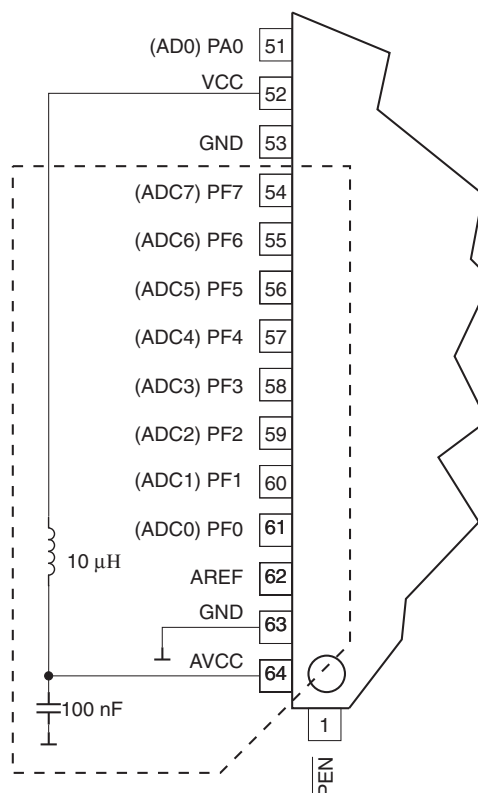 (AD0) PA0 51
VCC 52
GND 53
(ADC7) PF7 54
(ADC6) PF6 55
(ADC5) PF5 56
(ADC4) PF4 57
(ADC3) PF3 58
(ADC2) PF2 59
(ADC1) PF1 60
(ADC0) PF0 61
10 μH
AREF 62
GND 63
AVCC 64
100 nF
1
PEN